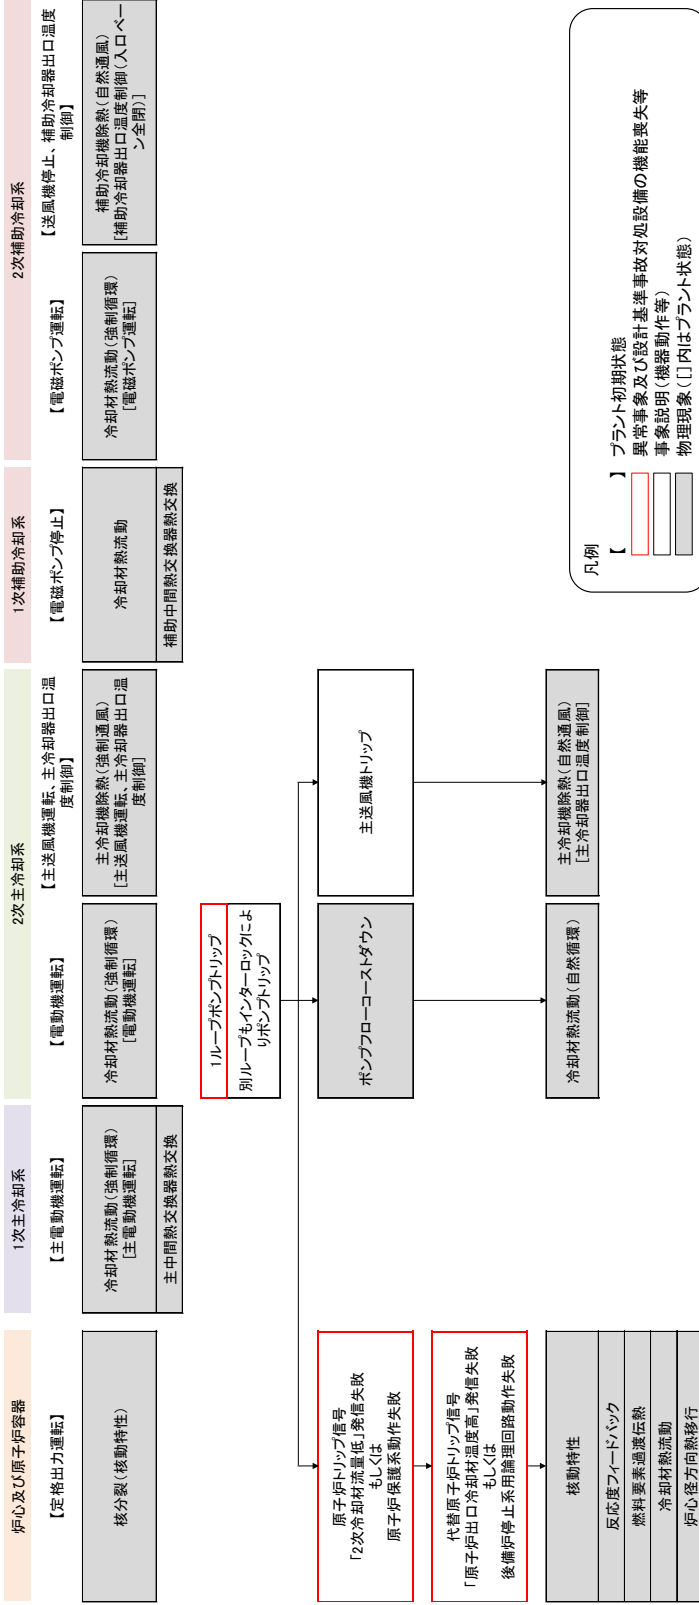 炉心及び原子炉容器
【定格出力運転】
核分裂(核動特性)
1次主冷却系
【主電動機運転】
冷却材熱流動(強制循環)
[主電動機運転]
主中間熱交換器熱交換
2次主冷却系
【電動機運転】
冷却材熱流動(強制循環)
[電動機運転]
【主送風機運転、主冷却器出口温
度制御】
主冷却機除熱(強制通風)
[主送風機運転、主冷却器出口温
度制御]
1次補助冷却系
【電磁ポンプ停止】
冷却材熱流動
補助中間熱交換器熱交換
2次補助冷却系
【電磁ポンプ運転】
冷却材熱流動(強制循環)
[電磁ポンプ運転]
【送風機停止、補助冷却器出口温度
制御】
補助冷却機除熱(自然通風)
[補助冷却器出口温度制御(入口ベー
ン全閉)]
1ループポンプトリップ
別ループもインターロックによ
りポンプトリップ
原子炉トリップ信号
「2次冷却材流量低」発信失敗
もしくは
原子炉保護系動作失敗
ポンプフローコーストダウン
主送風機トリップ
代替原子炉トリップ信号
「原子炉出口冷却材温度高」発信失敗
もしくは
後備炉停止系用論理回路動作失敗
核動特性
反応度フィードバック
燃料要素過渡伝熱
冷却材熱流動
炉心径方向熱移行
冷却材熱流動(自然循環)
主冷却機除熱(自然通風)
[主冷却器出口温度制御]
凡例
【 】 プラント初期状態
異常事象及び設計基準事故対処設備の機能喪失等
事象説明(機器動作等)
物理現象([]内はプラント状態)